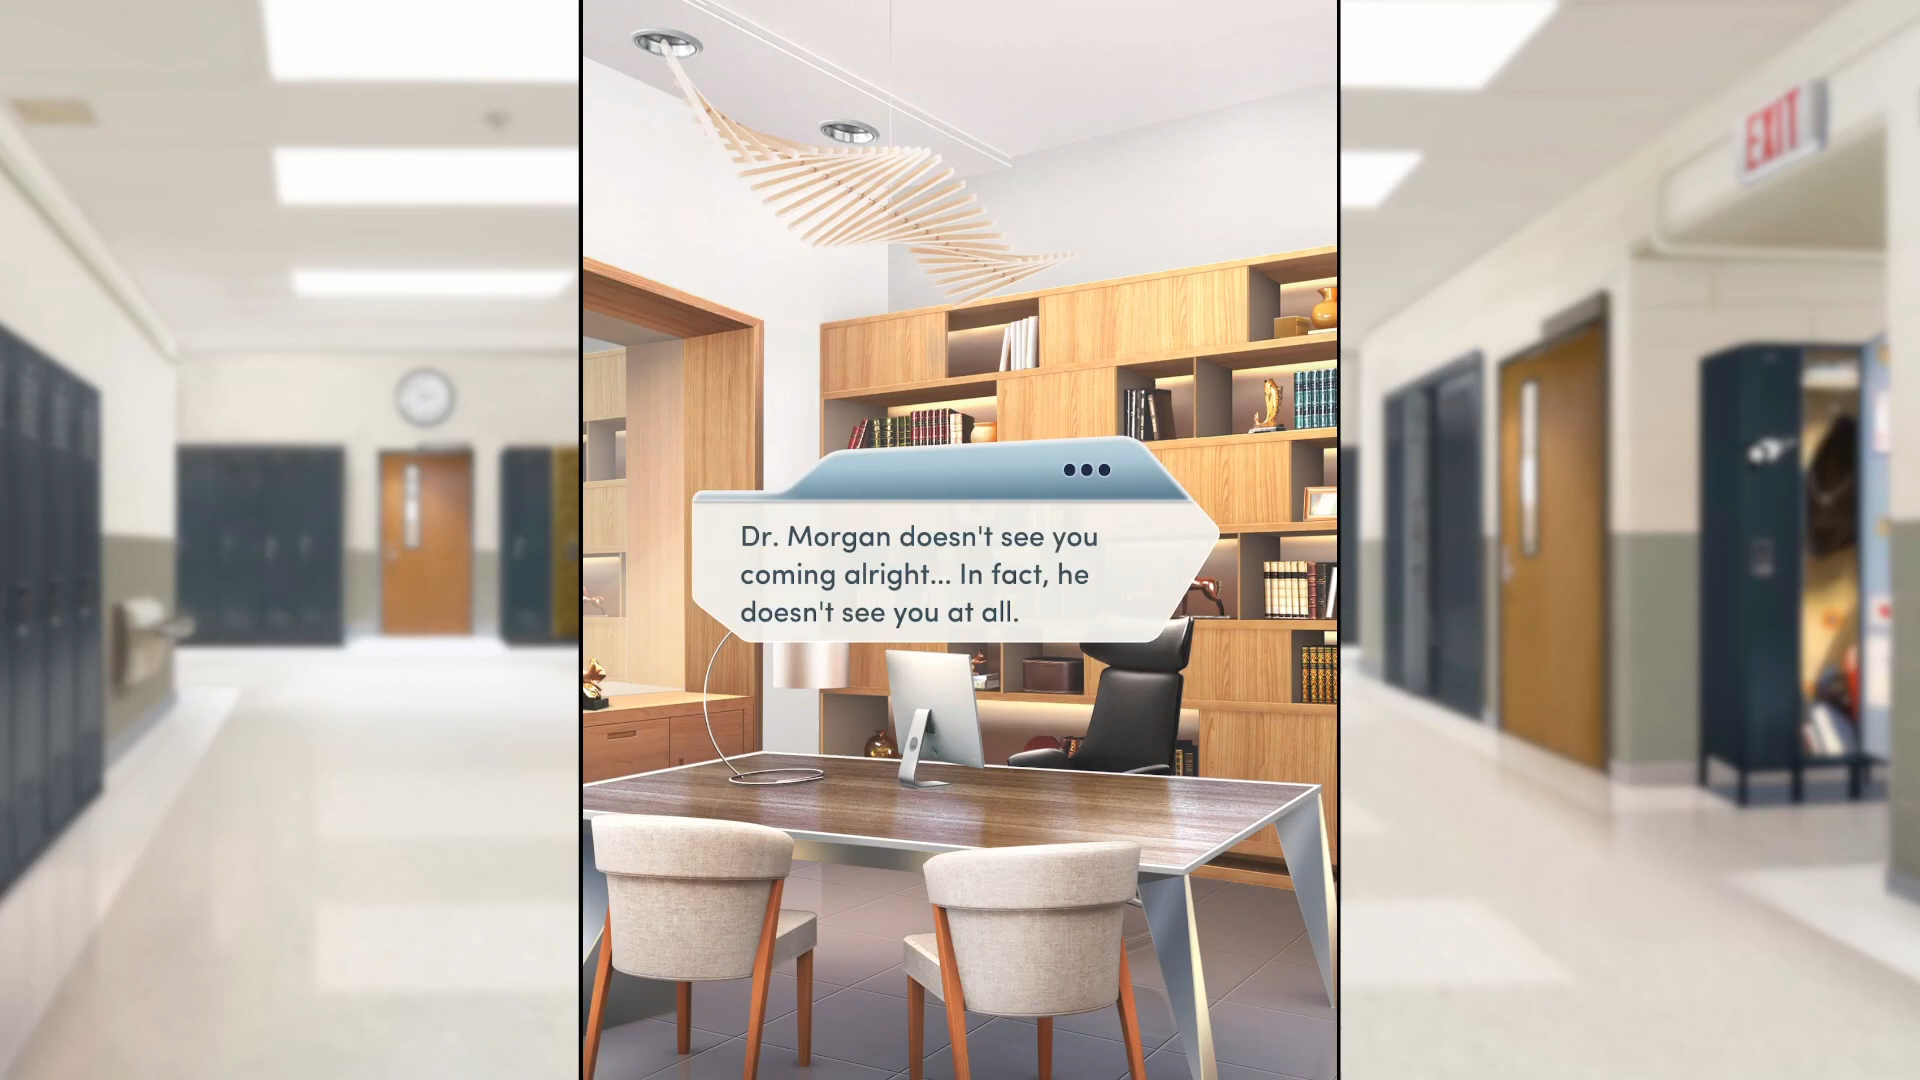 EXIT
Dr. Morgan doesn't see you
coming alright... In fact, he
doesn't see you at all.